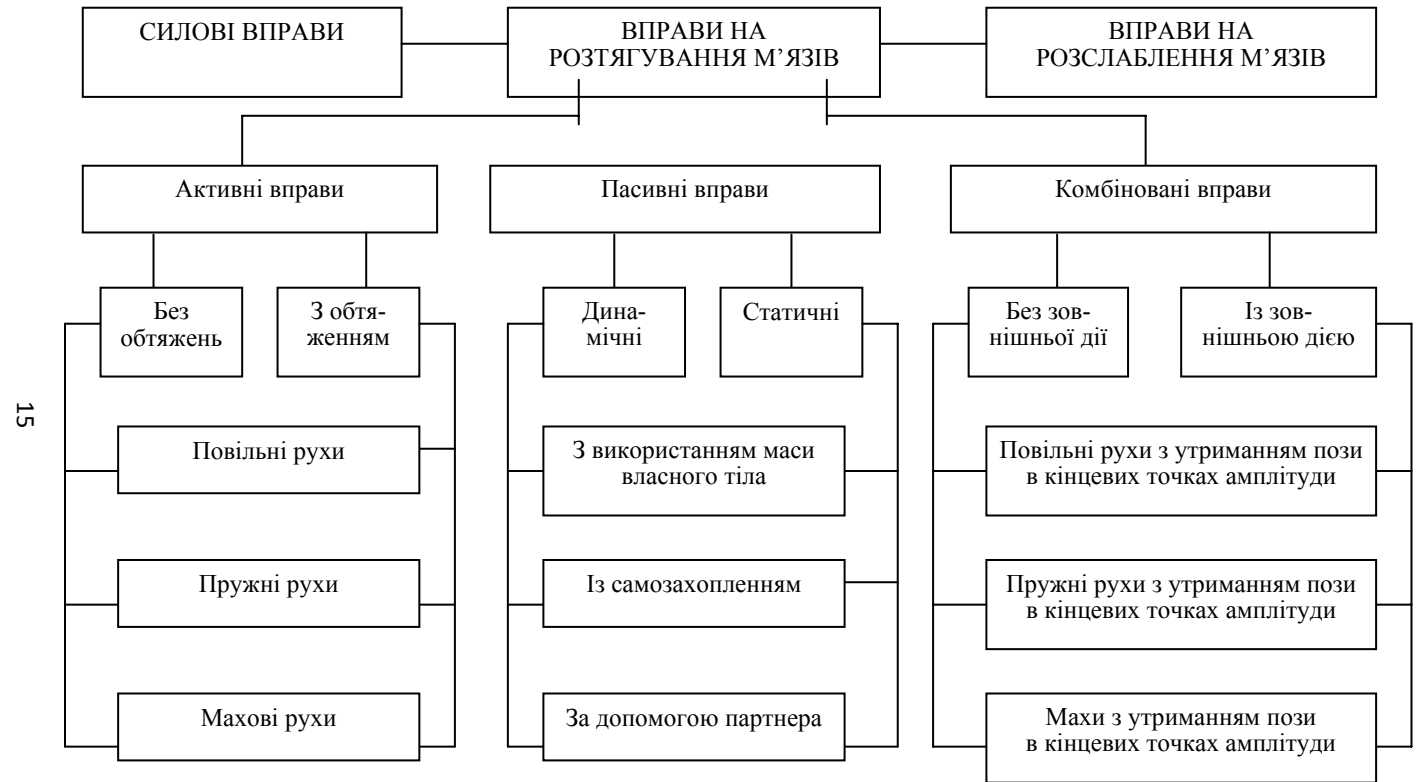 СИЛОВІ ВПРАВИ
ВПРАВИ НА
РОЗТЯГУВАННЯ М’ЯЗІВ
ВПРАВИ НА
РОЗСЛАБЛЕННЯ М’ЯЗІВ
Активні вправи
Пасивні вправи
Комбіновані вправи
Без
обтяжень
З обтя-
женням
Дина-
мічні
Статичні
Без зов-
нішньої дії
Із зов-
нішньою дією
Повільні рухи
З використанням маси
власного тіла
Повільні рухи з утриманням пози
в кінцевих точках амплітуди
Пружні рухи
Із самозахопленням
Пружні рухи з утриманням пози
в кінцевих точках амплітуди
Махові рухи
За допомогою партнера
Махи з утриманням пози
в кінцевих точках амплітуди
15